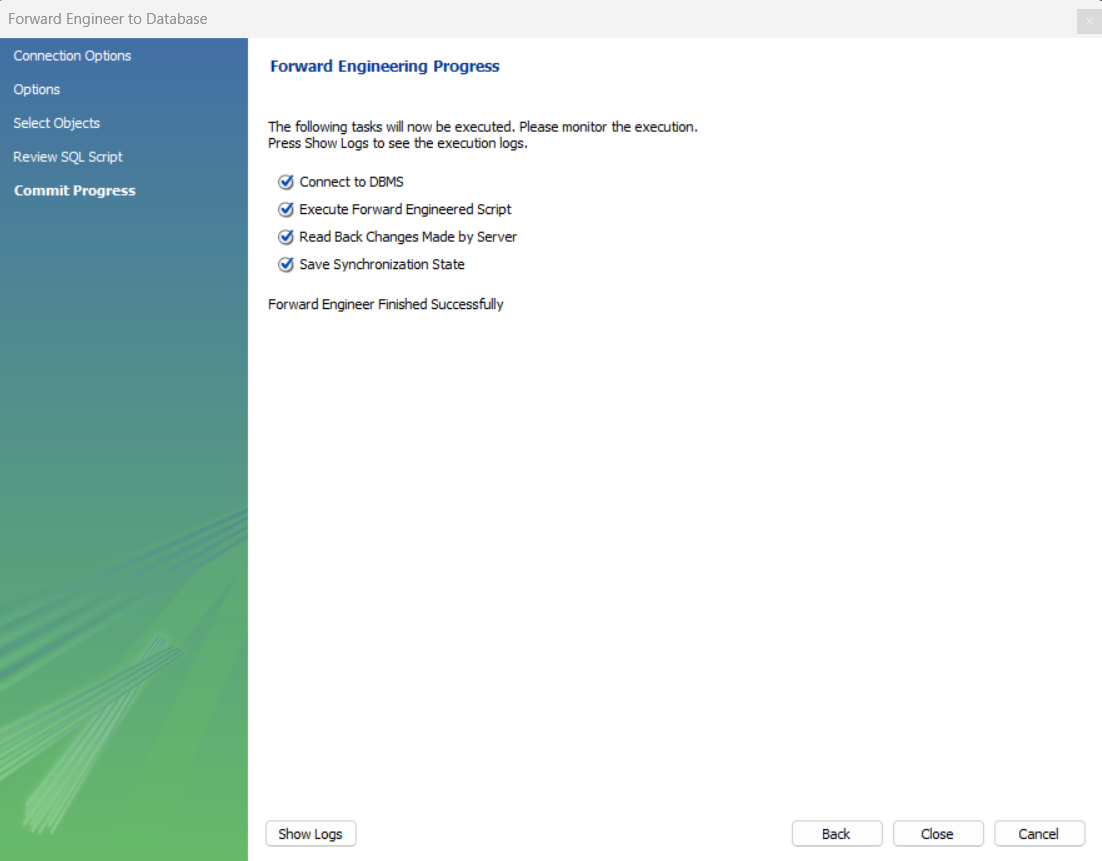 Forward Engineer to Database
Connection Options
Options
Select Objects
Review SQL Script
Commit Progress
Forward Engineering Progress
The following tasks will now be executed. Please monitor the execution.
Press Show Logs to see the execution logs.
Connect to DBMS
Execute Forward Engineered Script
Read Back Changes Made by Server
Save Synchronization State
Forward Engineer Finished Successfully
Show Logs
Back
Close
Cancel